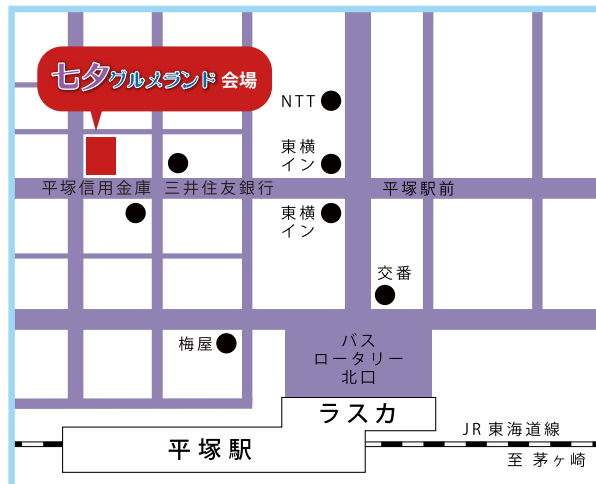 七夕グルメランド 会場
NTT
東横
イン
平塚信用金庫
三井住友銀行
平塚駅前
東横
イン
交番
梅屋
バス
ロータリー
北口
ラスカ
JR 東海道線
平塚駅
至 茅ヶ崎